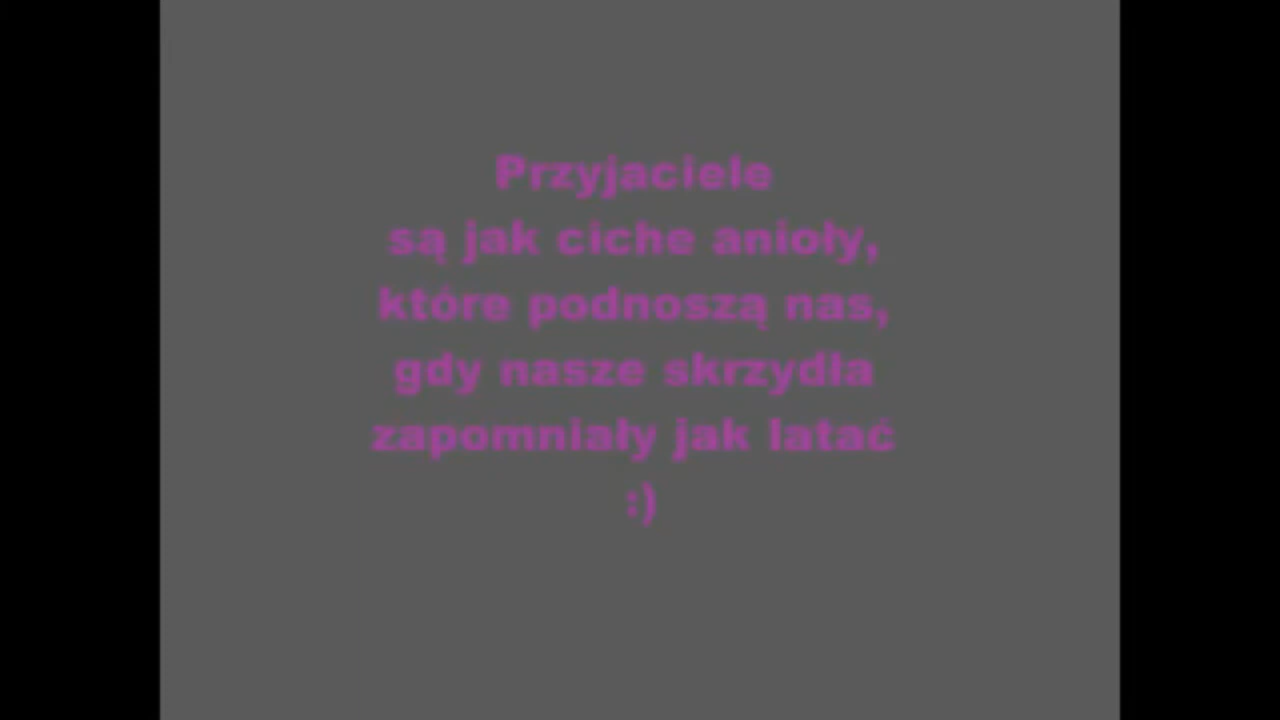 Przyjaciele
są jak ciche anioły,
które podnoszą nas,
gdy nasze skrzydła
zapomniały jak latać
:)